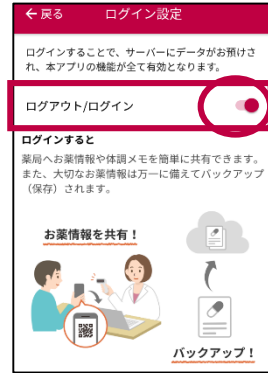 ← 戻る ログイン設定
ログインすることで、サーバーにデータがお預けさ
れ、本アプリの機能が全て有効となります。
ログアウト/ログイン
ログインすると
薬局へお薬情報や体調メモを簡単に共有できます。
また、大切なお薬情報は万一に備えてバックアップ
（保存）されます。
お薬情報を共有！
バックアップ！